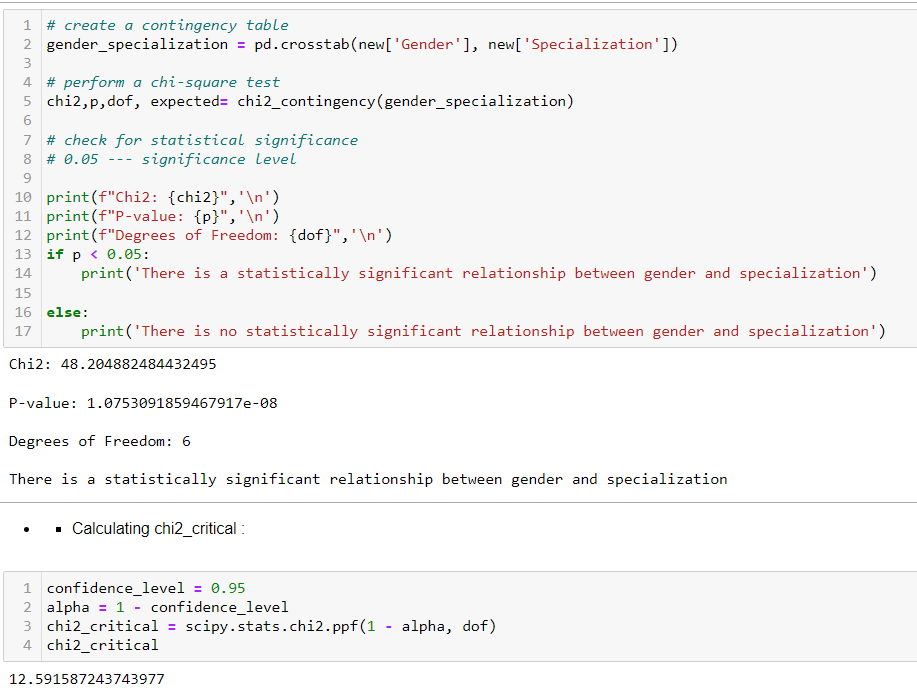 1 # create a contingency table
2 gender_specialization = pd.crosstab(new['Gender'], new['Specialization'])
3
4 # perform a chi-square test
5 chi2,p,dof, expected= chi2_contingency(gender_specialization)
6
7 # check for statistical significance
8 # 0.05 --- significance level
9
10 print(f"Chi2: {chi2}",'\n')
11 print(f"P-value: {p}",'\n')
12 print(f"Degrees of Freedom: {dof}",'\n')
13 if p < 0.05:
14     print('There is a statistically significant relationship between gender and specialization')
15
16 else:
17     print('There is no statistically significant relationship between gender and specialization')
Chi2: 48.204882484432495
P-value: 1.0753091859467917e-08
Degrees of Freedom: 6
There is a statistically significant relationship between gender and specialization
• ▪ Calculating chi2_critical :
1 confidence_level = 0.95
2 alpha = 1 - confidence_level
3 chi2_critical = scipy.stats.chi2.ppf(1 - alpha, dof)
4 chi2_critical
12.591587243743977